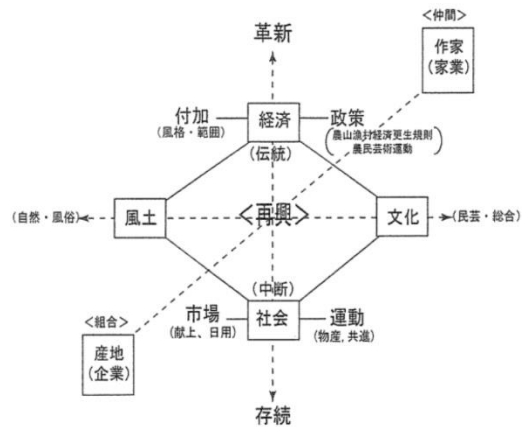 <仲間>
革新
作家
(家業)
付加
(風格・範囲)
経済
政策
(農山漁村経済更生規則
農民芸術運動)
(伝統)
(自然・風俗)
風土
<再興>
文化
(民芸・総合)
(中断)
<組合>
市場
(献上、日用)
社会
運動
(物産,共進)
産地
(企業)
存続